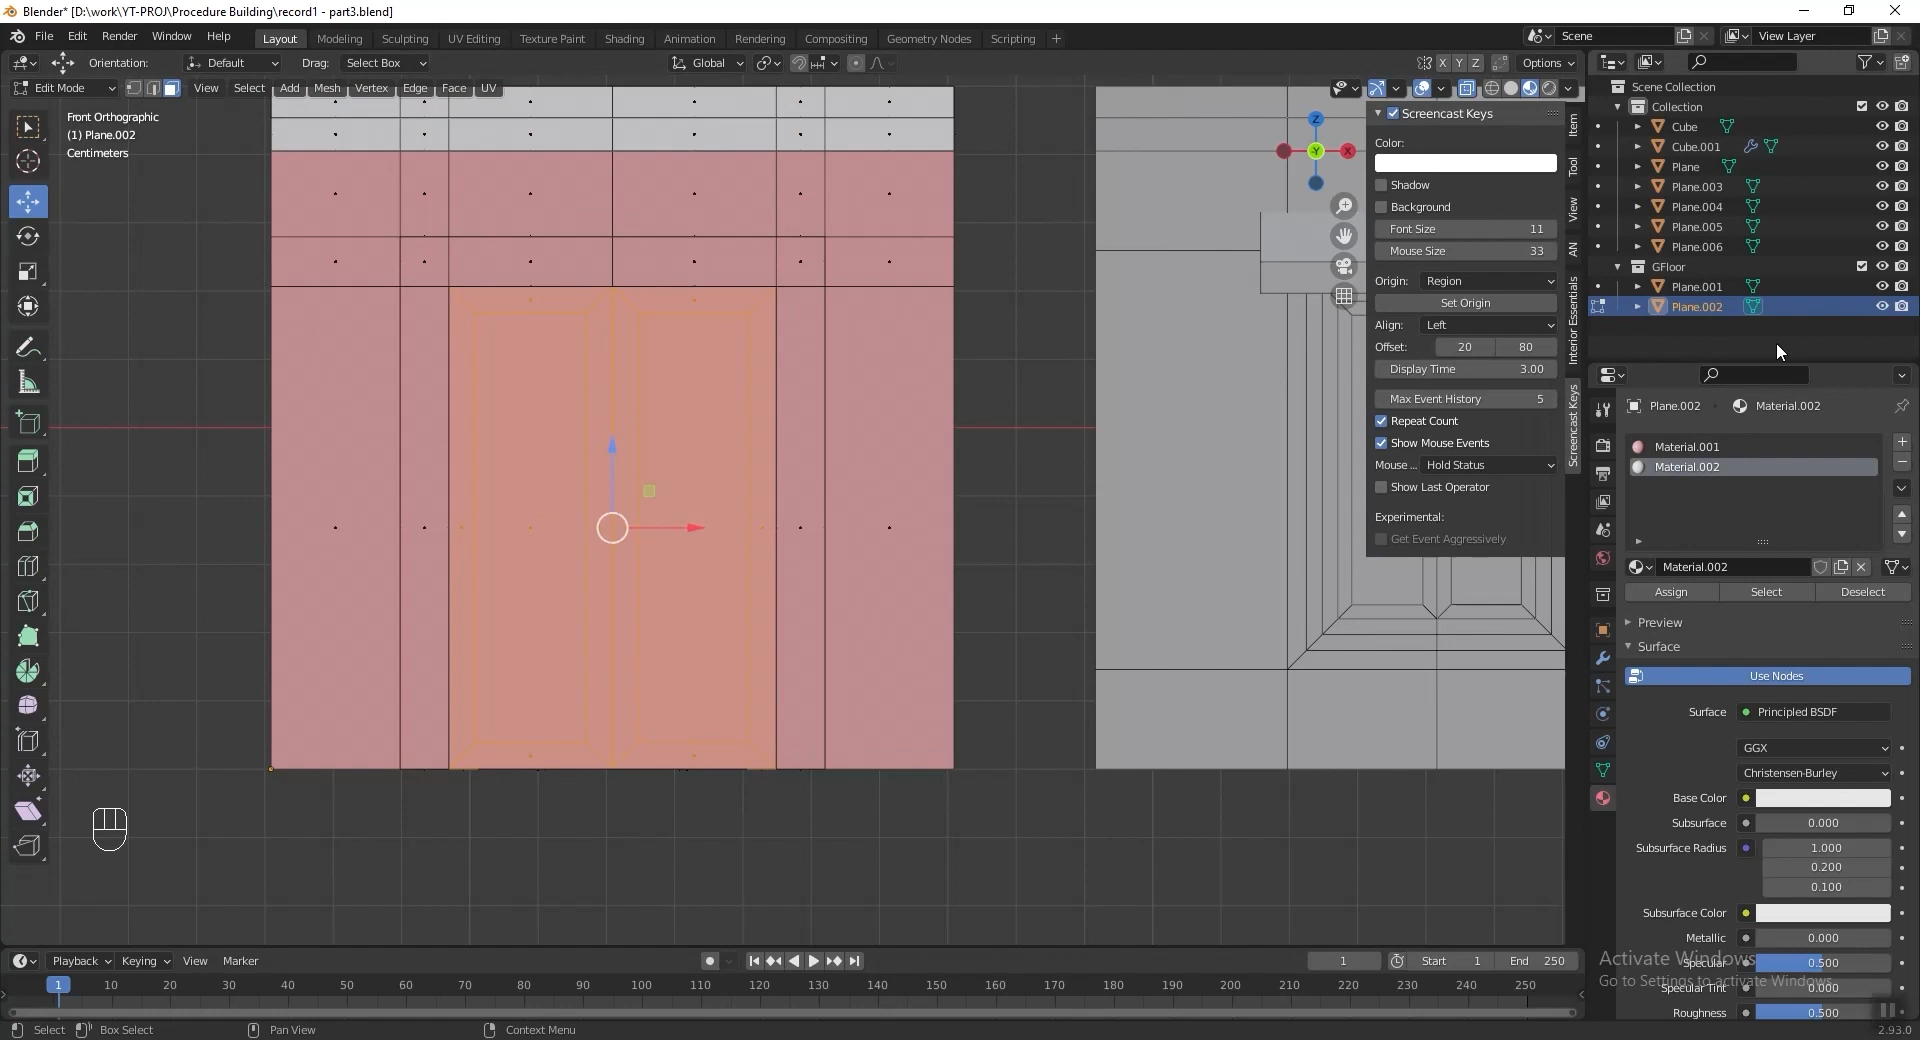 Blender* [D:\work\YT-PROJ\Procedure Building\record1 - part3.blend]
File Edit Render Window Help Layout Modeling Sculpting UV Editing Texture Paint Shading Animation Rendering Compositing Geometry Nodes Scripting + Scene View Layer
Orientation: Default Drag: Select Box Global X Y Z Options
Edit Mode View Select Add Mesh Vertex Edge Face UV
Front Orthographic
(1) Plane.002
Centimeters
Z
Y
X
Screencast Keys
Color:
Shadow
Background
Font Size 11
Mouse Size 33
Origin: Region
Set Origin
Align: Left
Offset: 20 80
Display Time 3.00
Max Event History 5
Repeat Count
Show Mouse Events
Mouse ... Hold Status
Show Last Operator
Experimental:
Get Event Aggressively
Item
Tool
View
AN
Interior Essentials
Screencast Keys
Scene Collection
Collection
Cube
Cube.001
Plane
Plane.003
Plane.004
Plane.005
Plane.006
GFloor
Plane.001
Plane.002
Plane.002 Material.002
Material.001
Material.002
Material.002
Assign Select Deselect
Preview
Surface
Use Nodes
Surface Principled BSDF
GGX
Christensen-Burley
Base Color
Subsurface 0.000
Subsurface Radius 1.000
0.200
0.100
Subsurface Color
Metallic 0.000
Specular 0.500
Specular Tint 0.000
Roughness 0.500
Activate Windows
Go to Settings to activate Windows.
Playback Keying View Marker 1 Start 1 End 250
1 10 20 30 40 50 60 70 80 90 100 110 120 130 140 150 160 170 180 190 200 210 220 230 240 250
Select Box Select Pan View Context Menu 2.93.0